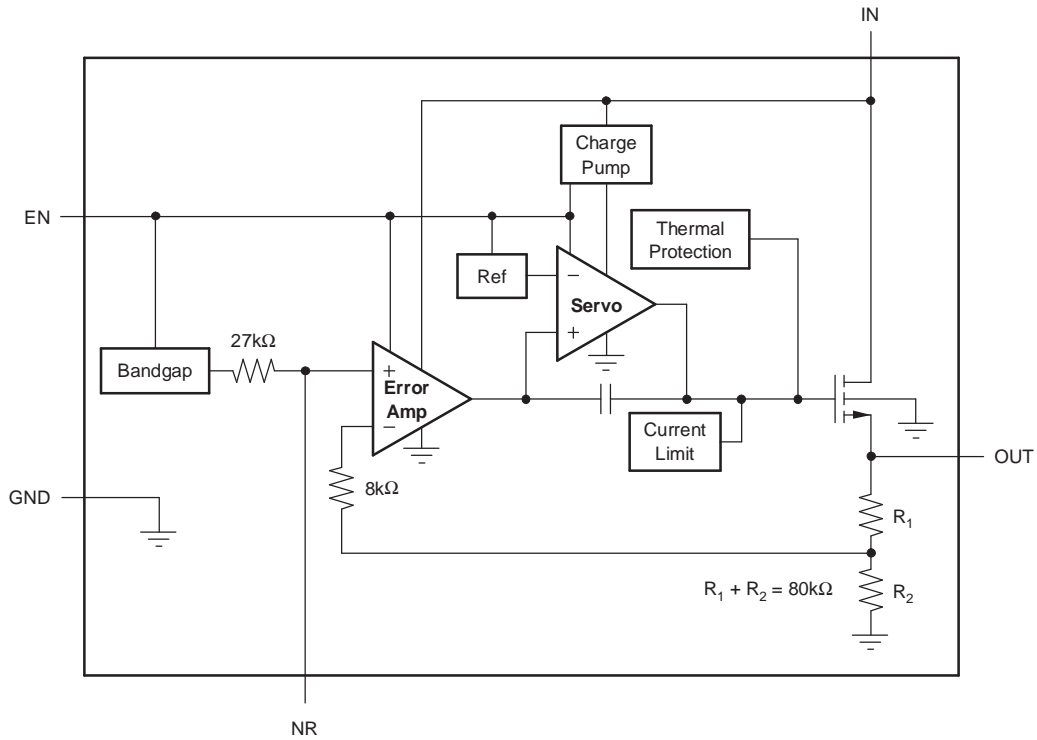 IN
Charge
Pump
EN
Thermal
Protection
Ref
−
Servo
+
27kΩ
Bandgap
+
Error
Amp
−
Current
Limit
OUT
8kΩ
GND
R1
R1 + R2 = 80kΩ
R2
NR